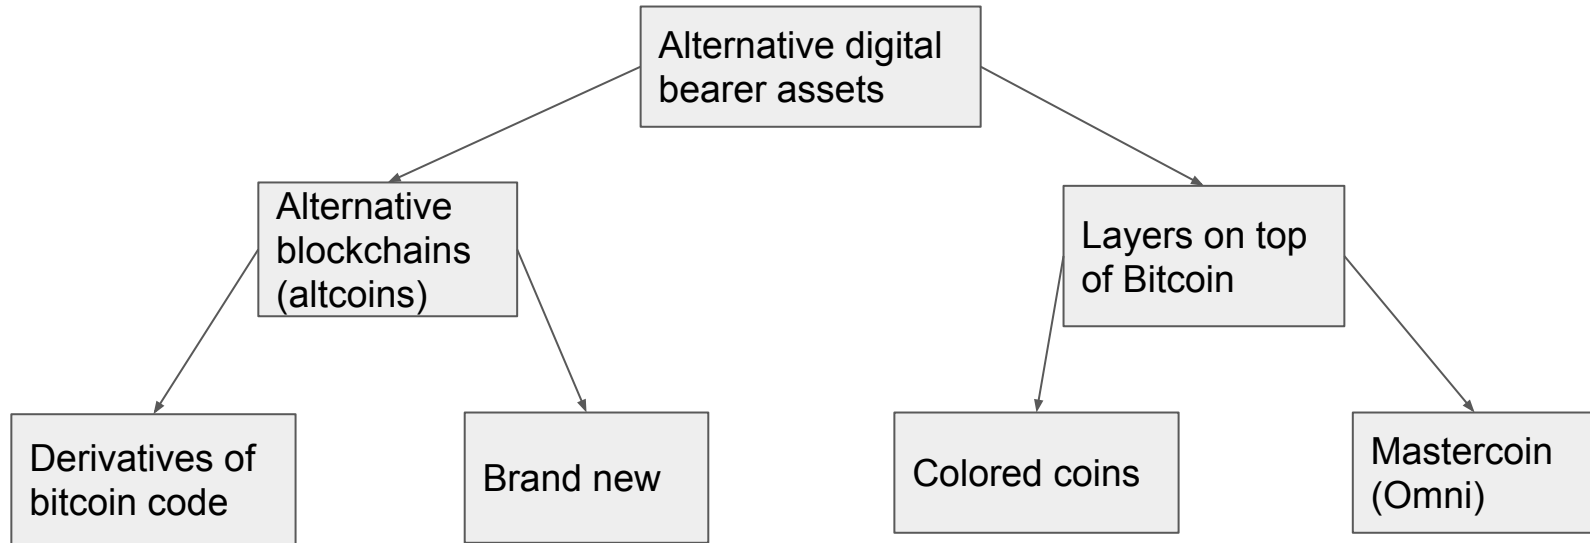 Alternative digital
bearer assets
Alternative
blockchains
(altcoins)
Layers on top
of Bitcoin
Derivatives of
bitcoin code
Brand new
Colored coins
Mastercoin
(Omni)